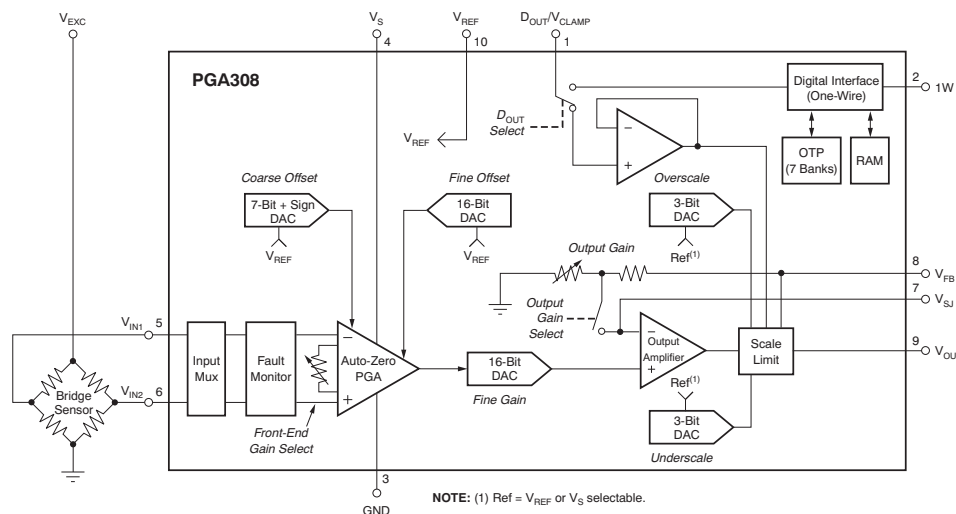 V_EXC
V_S
4
V_REF
10
D_OUT/V_CLAMP
1
PGA308
Digital Interface
(One-Wire)
2
1W
D_OUT
Select
V_REF
−
+
OTP
(7 Banks)
RAM
Coarse Offset
7-Bit + Sign
DAC
V_REF
Fine Offset
16-Bit
DAC
V_REF
Overscale
3-Bit
DAC
Ref(1)
Output Gain
8
V_FB
7
V_SJ
Output
Gain
Select
V_IN1
5
V_IN2
6
Bridge
Sensor
Input
Mux
Fault
Monitor
−
Auto-Zero
PGA
+
Front-End
Gain Select
16-Bit
DAC
Fine Gain
−
Output
Amplifier
+
Scale
Limit
9
V_OU
Ref(1)
3-Bit
DAC
Underscale
3
GND
NOTE: (1) Ref = V_REF or V_S selectable.